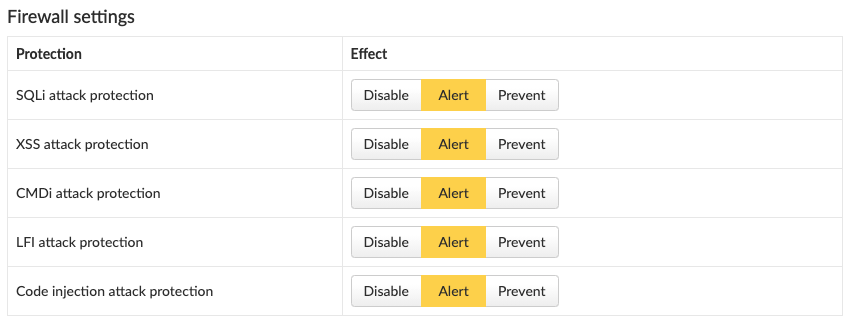 Firewall settings
Protection Effect
SQLi attack protection Disable Alert Prevent
XSS attack protection Disable Alert Prevent
CMDi attack protection Disable Alert Prevent
LFI attack protection Disable Alert Prevent
Code injection attack protection Disable Alert Prevent